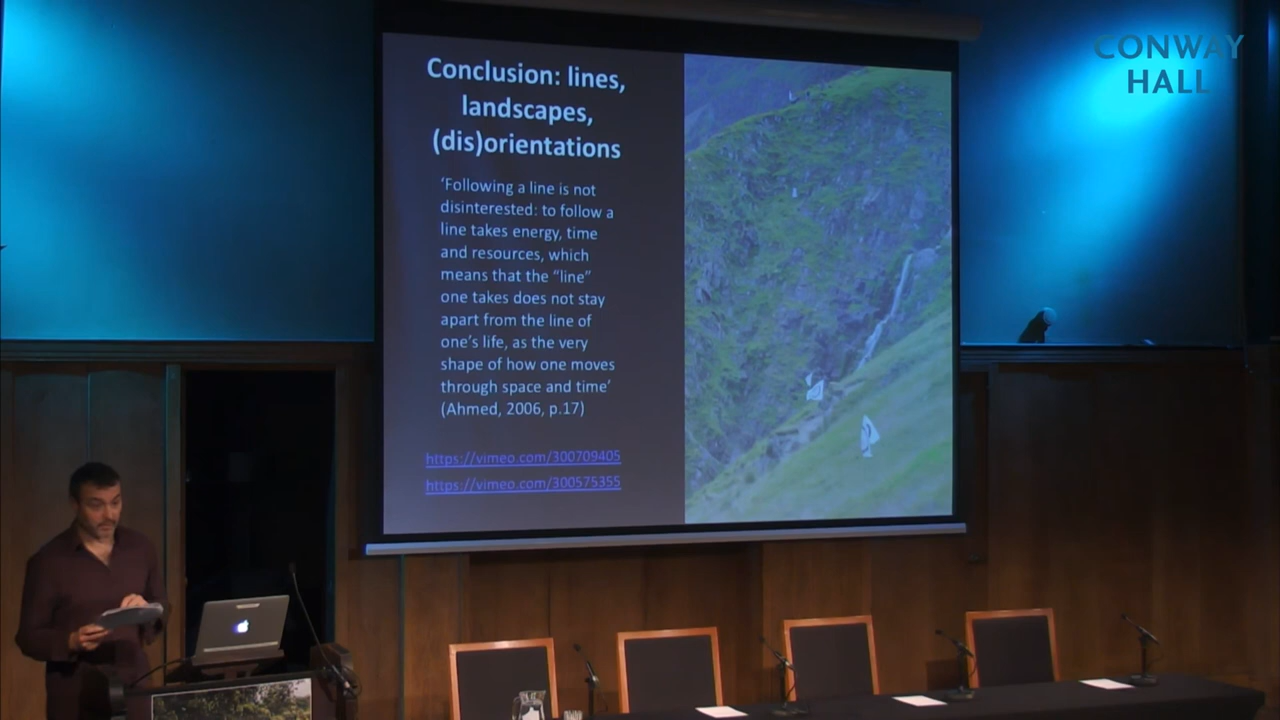 CONWAY
HALL
Conclusion: lines,
landscapes,
(dis)orientations
‘Following a line is not
disinterested: to follow a
line takes energy, time
and resources, which
means that the “line”
one takes does not stay
apart from the line of
one’s life, as the very
shape of how one moves
through space and time’
(Ahmed, 2006, p.17)
https://vimeo.com/300709405
https://vimeo.com/300575355